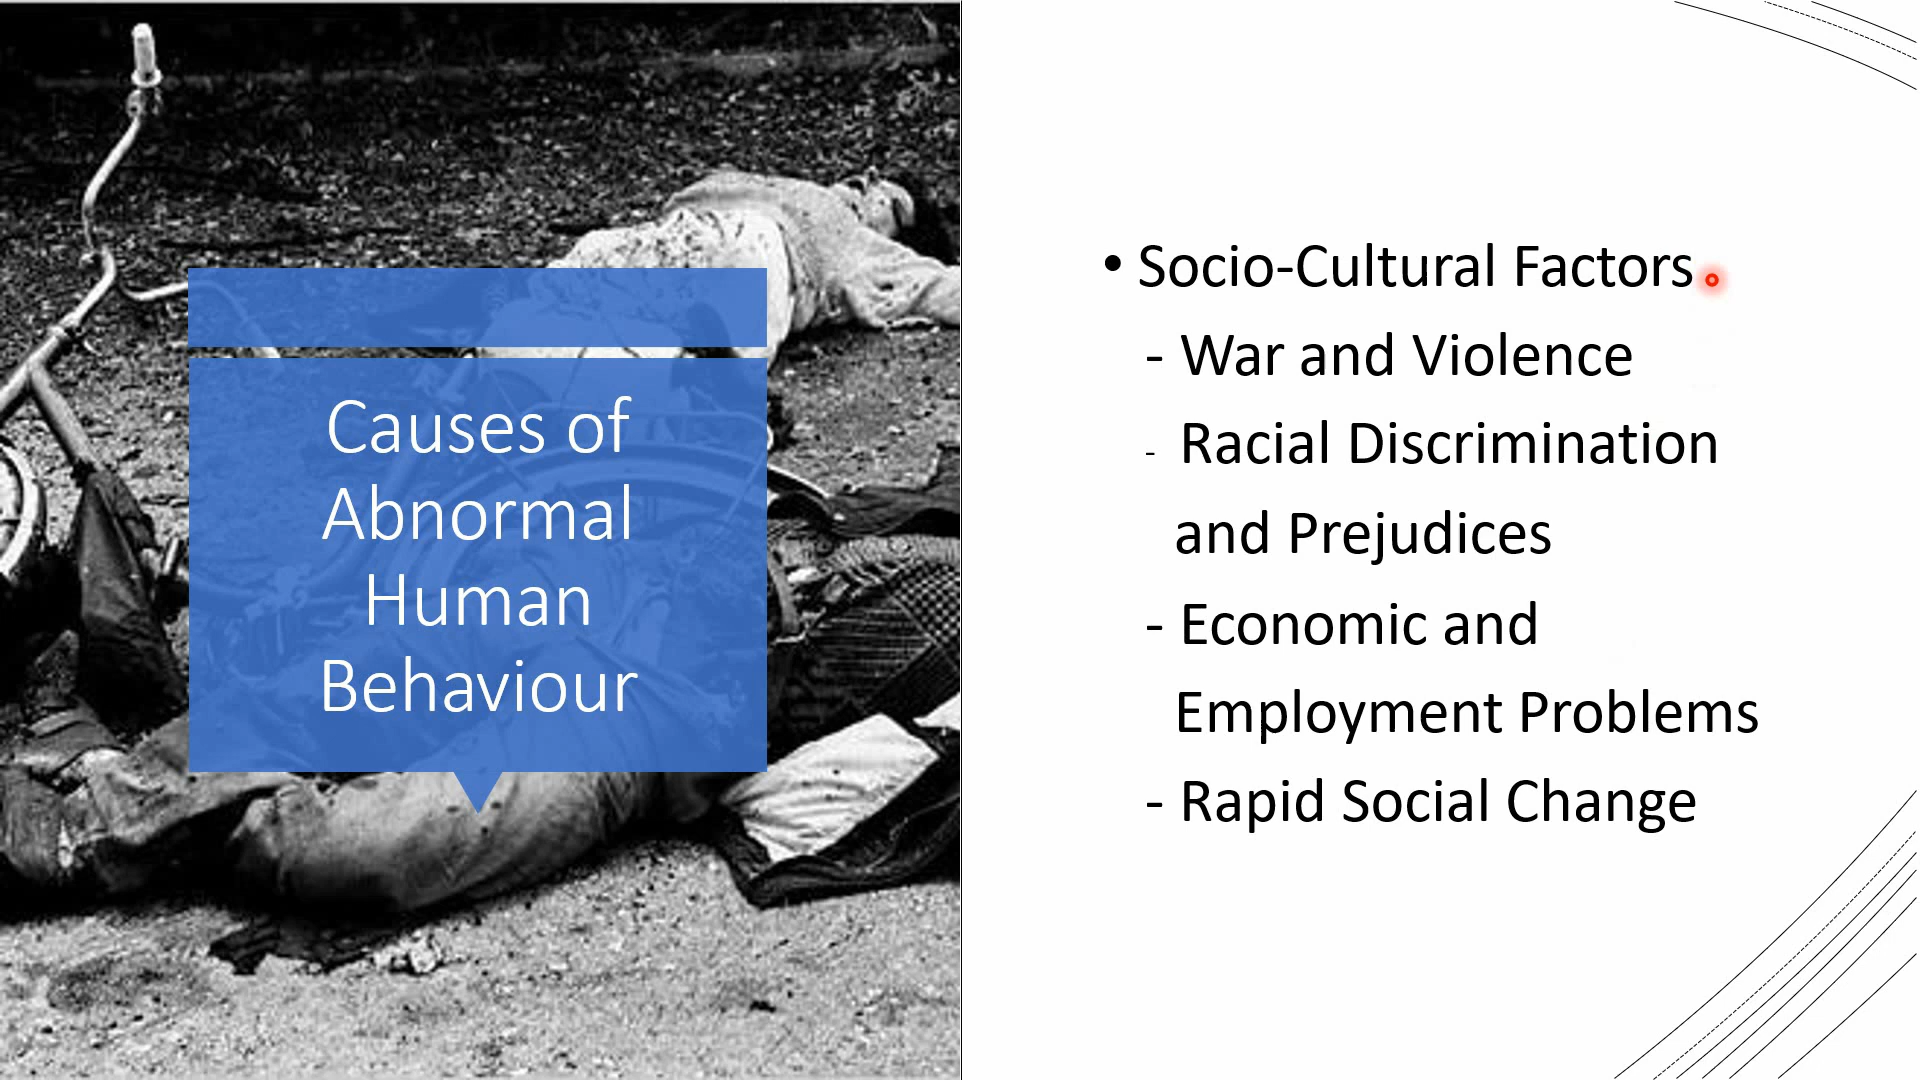 Causes of
Abnormal
Human
Behaviour
• Socio-Cultural Factors
- War and Violence
- Racial Discrimination
and Prejudices
- Economic and
Employment Problems
- Rapid Social Change